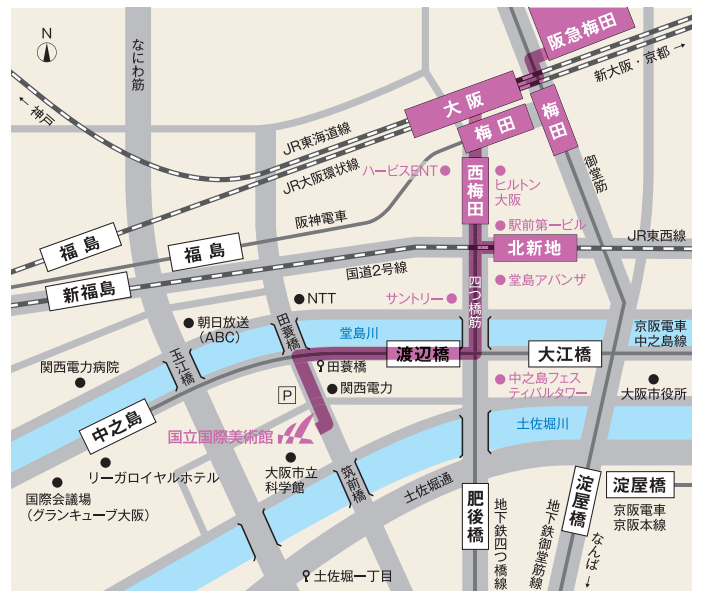 N
なにわ筋
阪急梅田
新大阪・京都
神戸
大阪
梅田
梅田
JR東海道線
JR大阪環状線
ハービスENT
西梅田
ヒルトン
大阪
御堂筋
阪神電車
駅前第一ビル
北新地
JR東西線
福島
福島
新福島
国道2号線
四つ橋筋
堂島アバンザ
サントリー
NTT
田蓑橋
朝日放送
(ABC)
堂島川
京阪電車
中之島線
玉江橋
渡辺橋
大江橋
関西電力病院
田蓑橋
関西電力
中之島フェス
ティバルタワー
大阪市役所
P
中之島
国立国際美術館
土佐堀川
大阪市立
科学館
リーガロイヤルホテル
国際会議場
(グランキューブ大阪)
筑前橋
土佐堀通
肥後橋
地下鉄四つ橋線
地下鉄御堂筋線
淀屋橋
淀屋橋
京阪電車
京阪本線
なんば
土佐堀一丁目